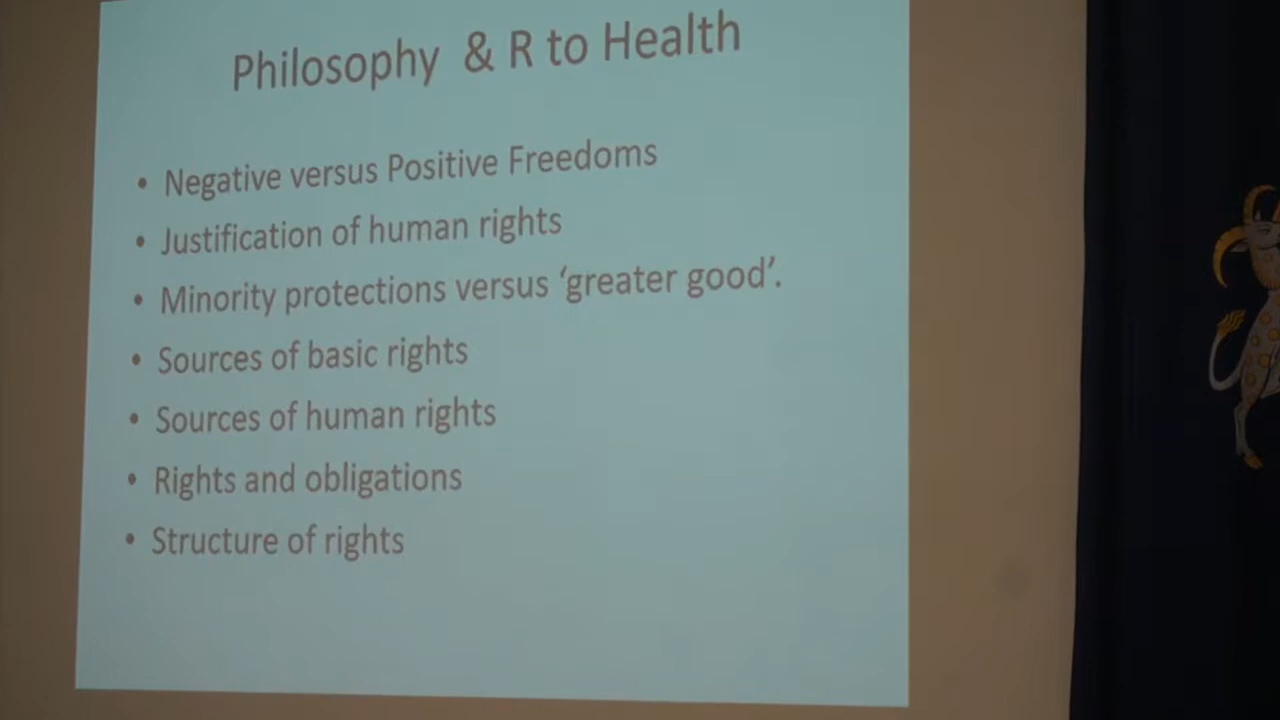 Philosophy & R to Health
• Negative versus Positive Freedoms
• Justification of human rights
• Minority protections versus ‘greater good’.
• Sources of basic rights
• Sources of human rights
• Rights and obligations
• Structure of rights